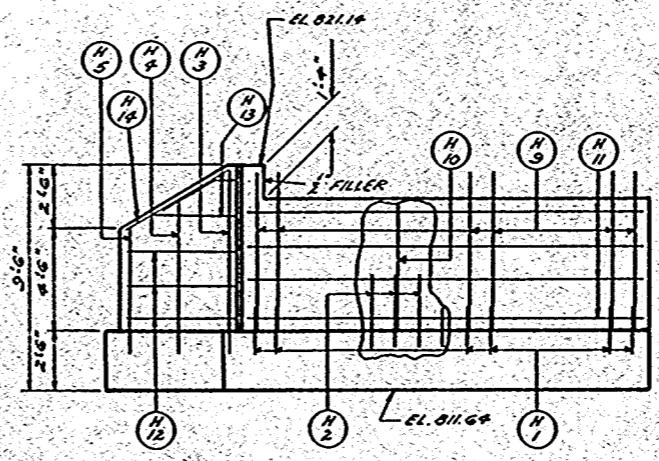 EL. 821.14
H 5
H 4
H 3
H 14
H 13
1'-4"
H 10
H 9
H 11
1/2" FILLER
9'6"
2'6"
4'6"
2'6"
H 12
H 2
EL. 811.64
H 1